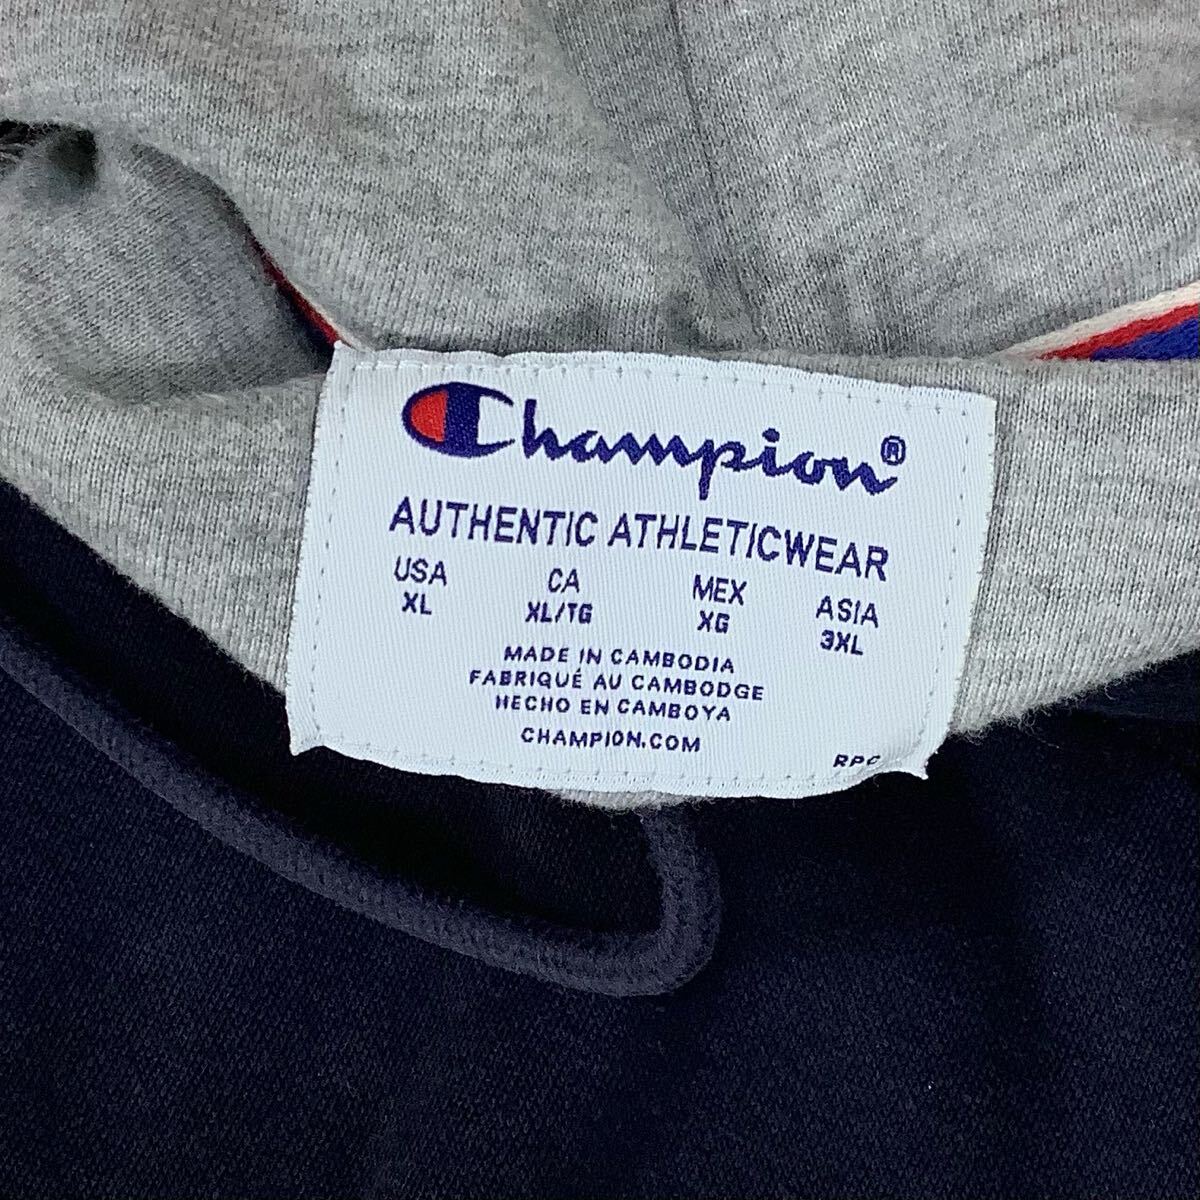 Champion®
AUTHENTIC ATHLETICWEAR
USA CA MEX ASIA
XL XL/TG XG 3XL
MADE IN CAMBODIA
FABRIQUÉ AU CAMBODGE
HECHO EN CAMBOYA
CHAMPION.COM
RPC